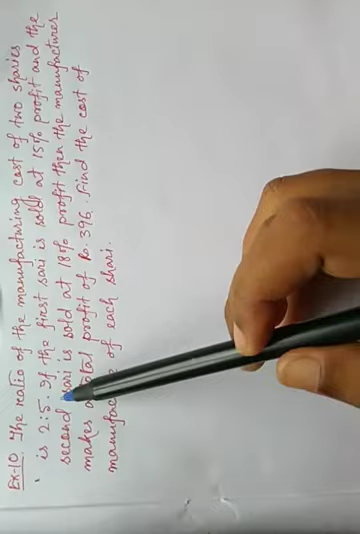 Ex-10 The ratio of the manufacturing cost of two sharies
is 2:5. If the first sari is sold at 15% profit and the
second sari is sold at 18% profit then the manufacturer
makes a total profit of Rs. 396. Find the cost of
manufacture of each shari.